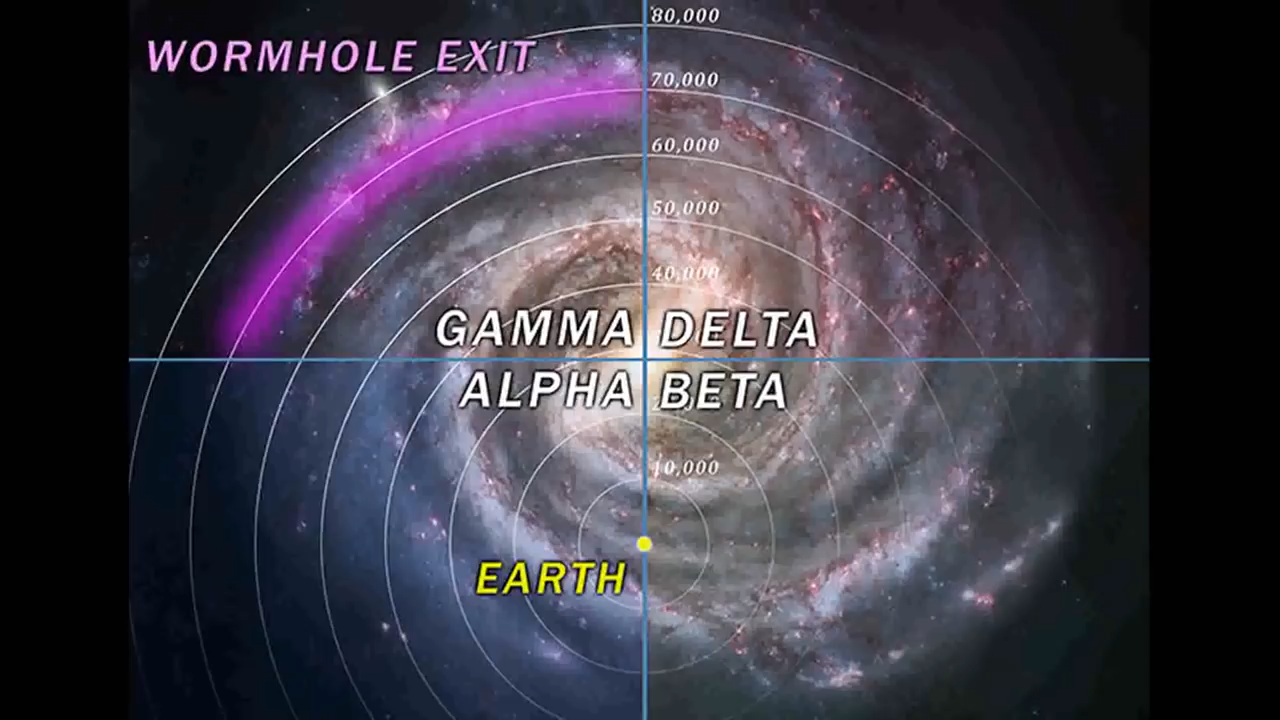 80,000
WORMHOLE EXIT
70,000
60,000
50,000
40,000
GAMMA DELTA
ALPHA BETA
10,000
EARTH